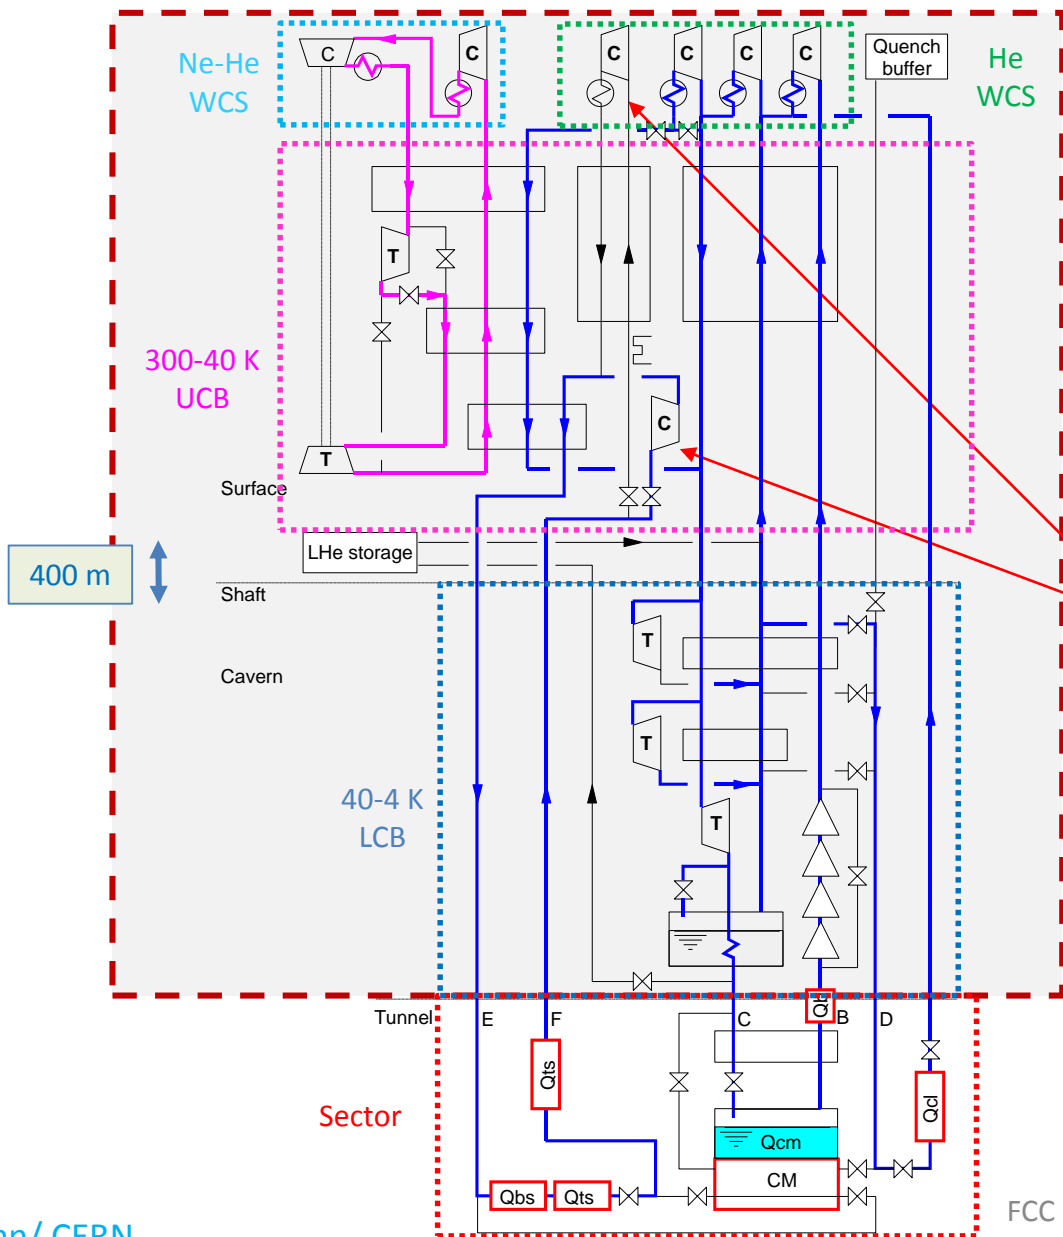 C
C
C
C
C
C
Quench
buffer
Ne-He
WCS
He
WCS
T
300-40 K
UCB
C
T
Surface
LHe storage
400 m
Shaft
T
Cavern
T
40-4 K
LCB
T
Tunnel
E
F
C
B
D
Qts
Qcl
Sector
Qcm
CM
Qbs
Qts
FCC
/ CERN